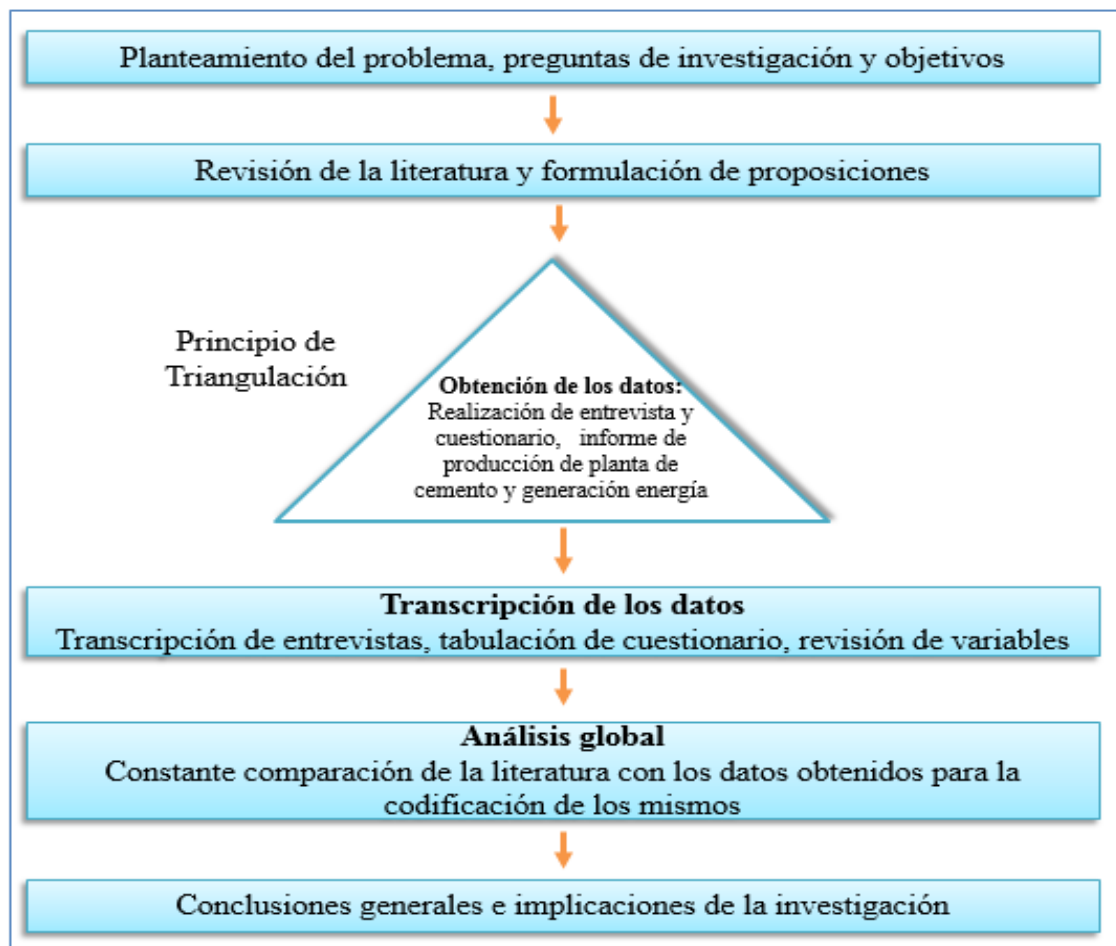 Planteamiento del problema, preguntas de investigación y objetivos
Revisión de la literatura y formulación de proposiciones
Principio de
Triangulación
Obtención de los datos:
Realización de entrevista y
cuestionario, informe de
producción de planta de
cemento y generación energía
Transcripción de los datos
Transcripción de entrevistas, tabulación de cuestionario, revisión de variables
Análisis global
Constante comparación de la literatura con los datos obtenidos para la
codificación de los mismos
Conclusiones generales e implicaciones de la investigación